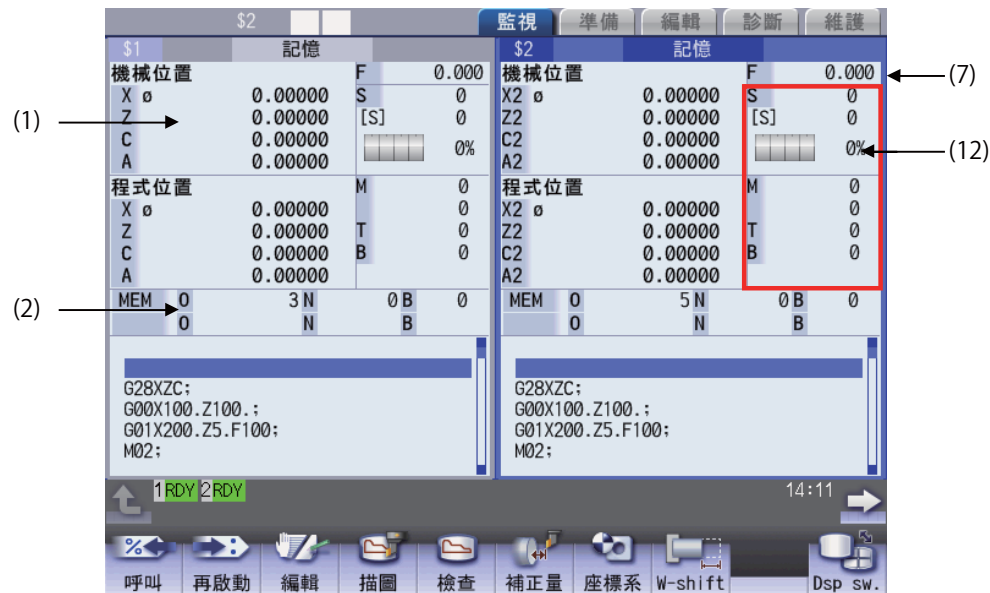 $2 監視 準備 編輯 診斷 維護
$1 記憶
機械位置 F 0.000
X ø 0.00000 S 0
Z 0.00000 [S] 0
C 0.00000
A 0.00000 0%
程式位置 M 0
X ø 0.00000 0
Z 0.00000 T 0
C 0.00000 B 0
A 0.00000
MEM O 3 N 0 B 0
O N B
G28XZC;
G00X100.Z100.;
G01X200.Z5.F100;
M02;
$2 記憶
機械位置 F 0.000
X2 ø 0.00000 S 0
Z2 0.00000 [S] 0
C2 0.00000
A2 0.00000 0%
程式位置 M 0
X2 ø 0.00000 0
Z2 0.00000 T 0
C2 0.00000 B 0
A2 0.00000
MEM O 5 N 0 B 0
O N B
G28XZC;
G00X100.Z100.;
G01X200.Z5.F100;
M02;
(1)
(2)
(7)
(12)
1 RDY 2 RDY 14:11
呼叫 再啟動 編輯 描圖 檢查 補正量 座標系 W-shift Dsp sw.